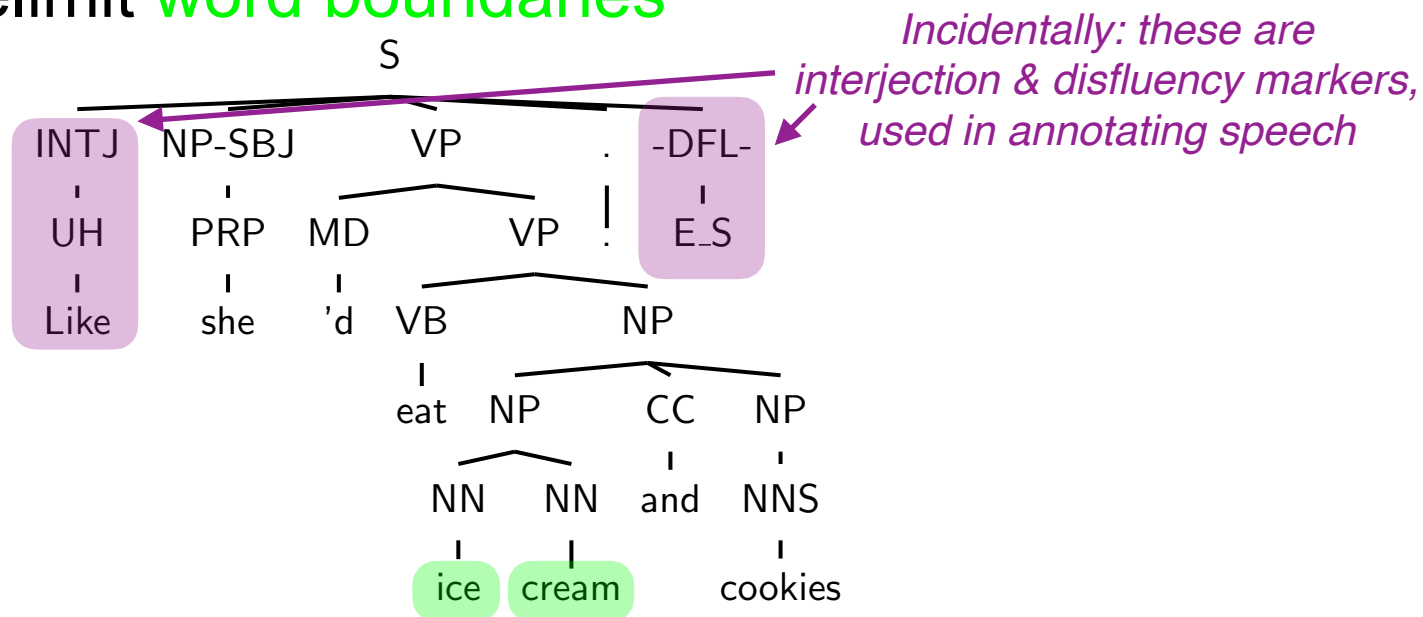 word boundaries
Incidentally: these are
interjection & disfluency markers,
used in annotating speech
S
INTJ NP-SBJ VP . -DFL-
UH PRP MD VP . E_S
Like she 'd VB NP
eat NP CC NP
NN NN and NNS
ice cream cookies